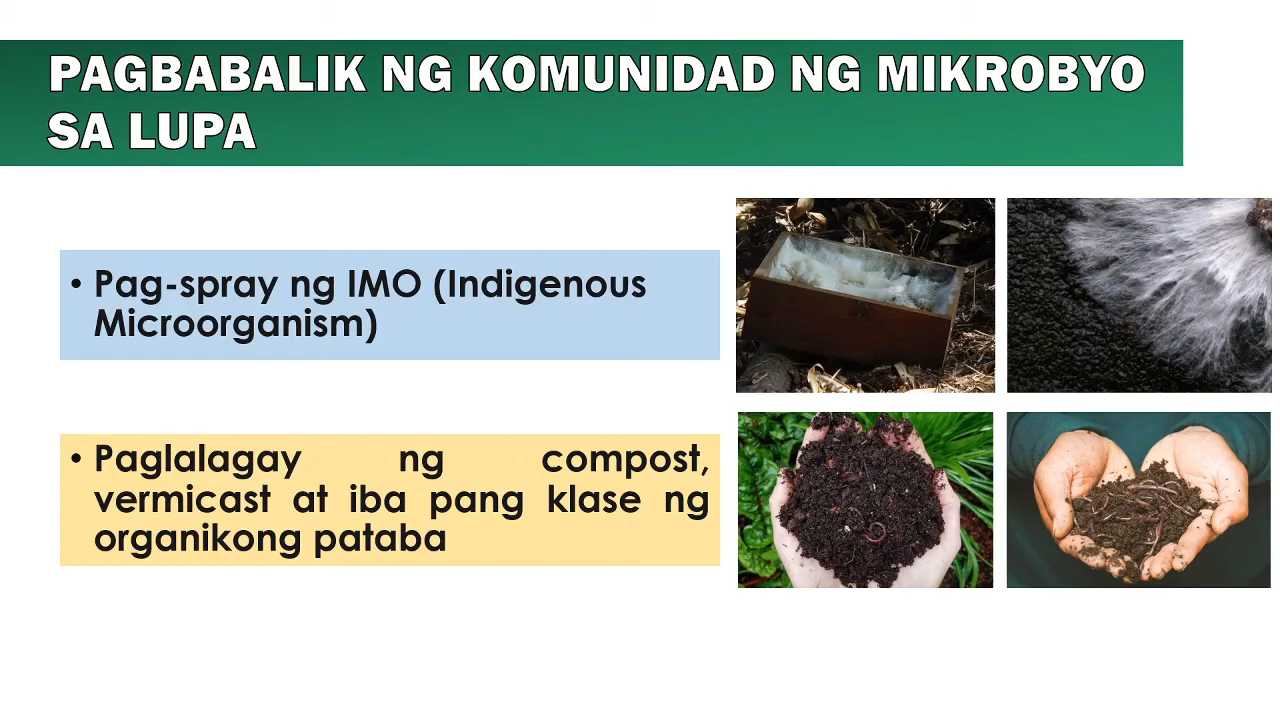 PAGBABALIK NG KOMUNIDAD NG MIKROBYO
SA LUPA
• Pag-spray ng IMO (Indigenous
Microorganism)
• Paglalagay ng compost,
vermicast at iba pang klase ng
organikong pataba